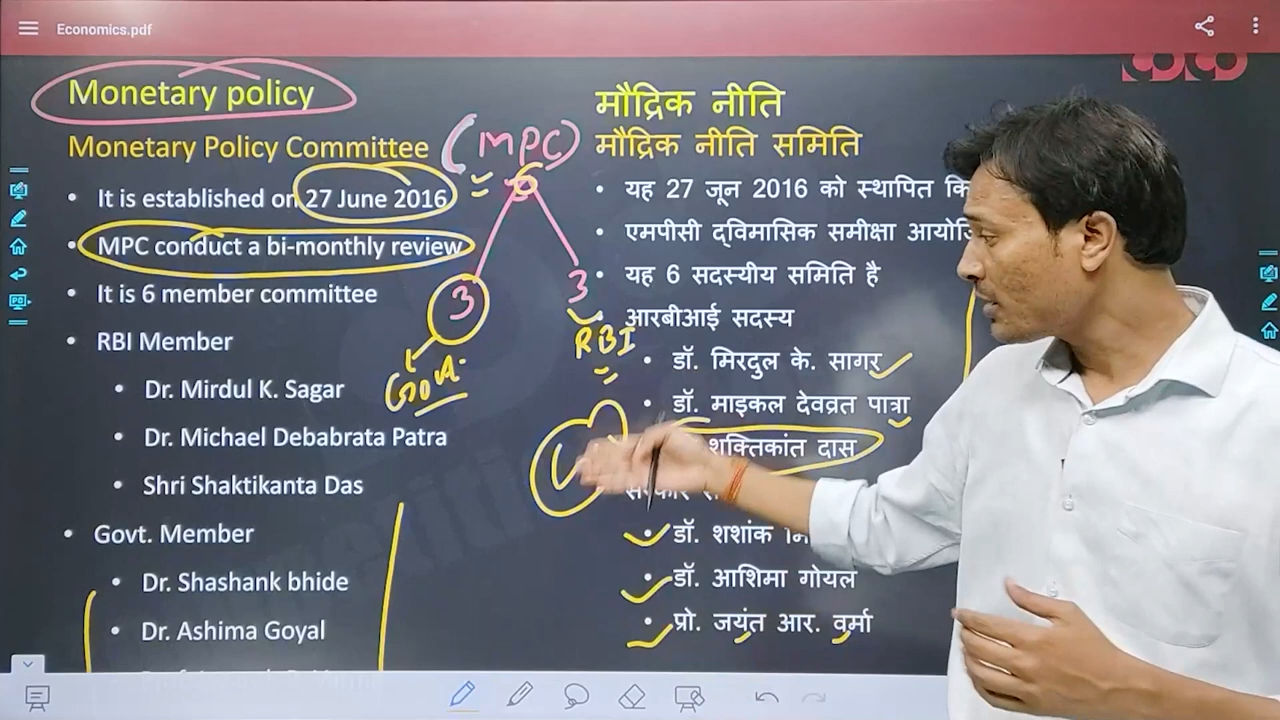 Economics.pdf
Monetary policy
Monetary Policy Committee
(MPC)
6
It is established on 27 June 2016
MPC conduct a bi-monthly review
It is 6 member committee
3
3
RBI Member
Govt.
RBI
Dr. Mirdul K. Sagar
Dr. Michael Debabrata Patra
Shri Shaktikanta Das
Govt. Member
Dr. Shashank bhide
Dr. Ashima Goyal
मौद्रिक नीति
मौद्रिक नीति समिति
यह 27 जून 2016 को स्थापित
एमपीसी द्विमासिक समीक्षा
यह 6 सदस्यीय समिति है
आरबीआई सदस्य
डॉ. मिरदुल के. सागर
डॉ. माइकल देवव्रत पात्रा
शक्तिकांत दास
डॉ. शशांक
डॉ. आशिमा गोयल
प्रो. जयंत आर. वर्मा